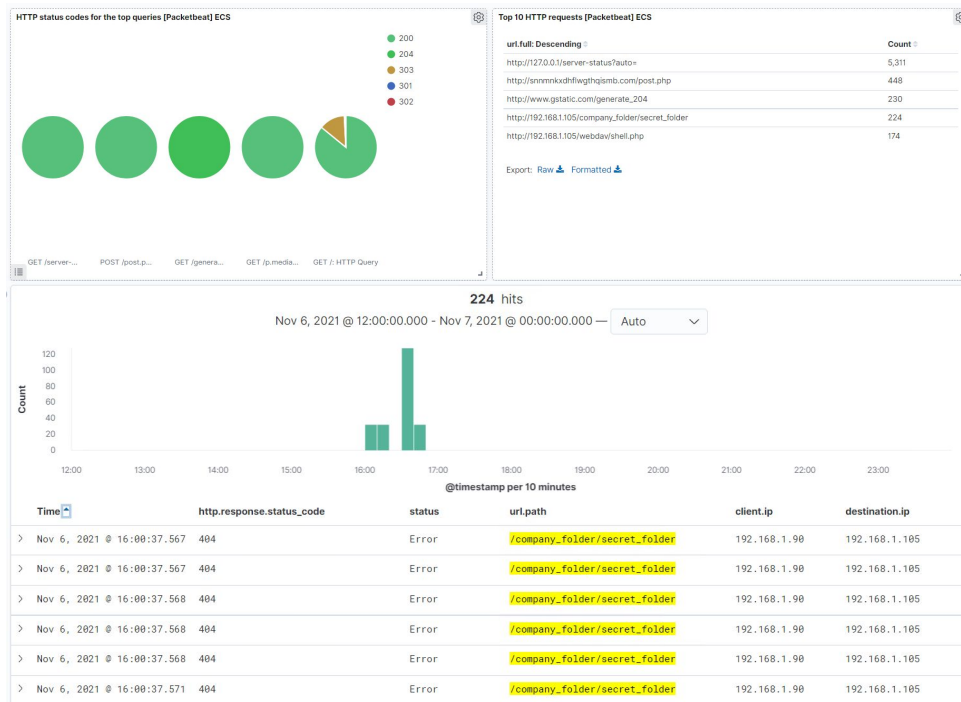 HTTP status codes for the top queries [Packetbeat] ECS
200
204
303
301
302
GET /server-...
POST /post.p...
GET /genera...
GET /p.media...
GET /: HTTP Query
Top 10 HTTP requests [Packetbeat] ECS
url.full: Descending Count
http://127.0.0.1/server-status?auto= 5,311
http://snnmnkxdhflwgthqismb.com/post.php 448
http://www.gstatic.com/generate_204 230
http://192.168.1.105/company_folder/secret_folder 224
http://192.168.1.105/webdav/shell.php 174
Export: Raw Formatted
224 hits
Nov 6, 2021 @ 12:00:00.000 - Nov 7, 2021 @ 00:00:00.000 — Auto
Count
120
100
80
60
40
20
0
12:00 13:00 14:00 15:00 16:00 17:00 18:00 19:00 20:00 21:00 22:00 23:00
@timestamp per 10 minutes
Time http.response.status_code status url.path client.ip destination.ip
Nov 6, 2021 @ 16:00:37.567 404 Error /company_folder/secret_folder 192.168.1.90 192.168.1.105
Nov 6, 2021 @ 16:00:37.567 404 Error /company_folder/secret_folder 192.168.1.90 192.168.1.105
Nov 6, 2021 @ 16:00:37.568 404 Error /company_folder/secret_folder 192.168.1.90 192.168.1.105
Nov 6, 2021 @ 16:00:37.568 404 Error /company_folder/secret_folder 192.168.1.90 192.168.1.105
Nov 6, 2021 @ 16:00:37.568 404 Error /company_folder/secret_folder 192.168.1.90 192.168.1.105
Nov 6, 2021 @ 16:00:37.571 404 Error /company_folder/secret_folder 192.168.1.90 192.168.1.105